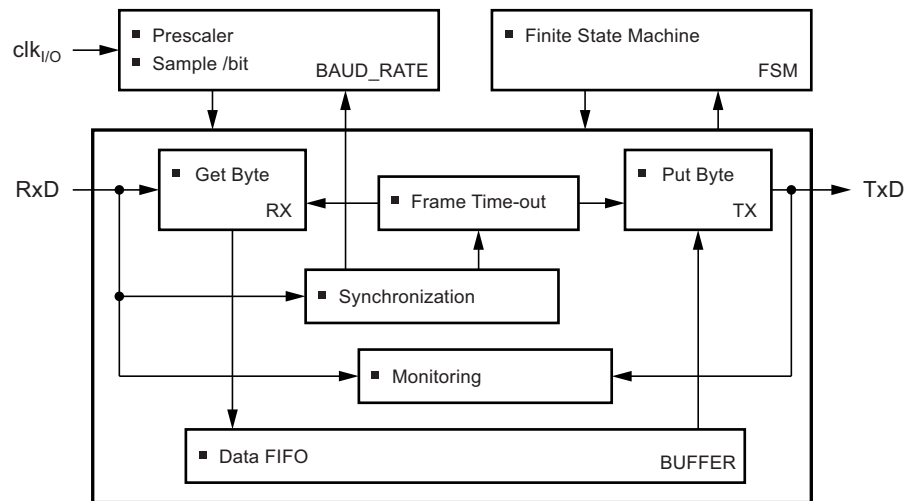 clkI/O
Prescaler
Sample /bit
BAUD_RATE
Finite State Machine
FSM
RxD
Get Byte
RX
Frame Time-out
Put Byte
TX
TxD
Synchronization
Monitoring
Data FIFO
BUFFER